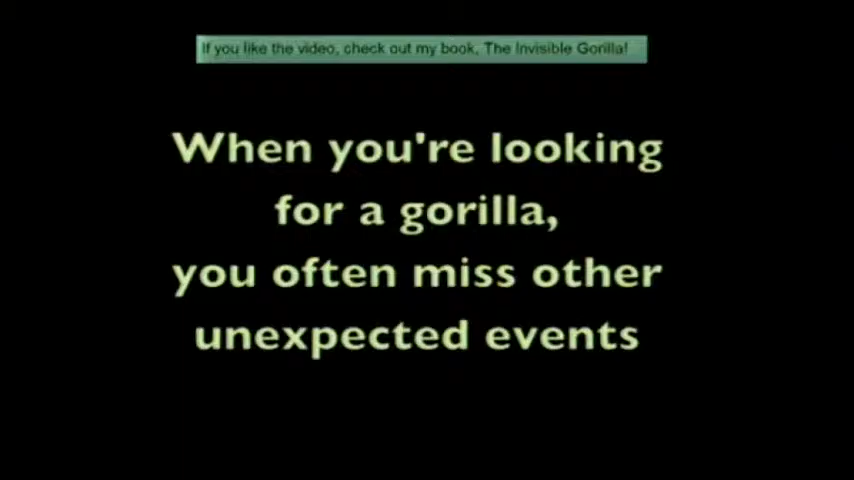 If you like the video, check out my book, The Invisible Gorilla!
When you're looking
for a gorilla,
you often miss other
unexpected events